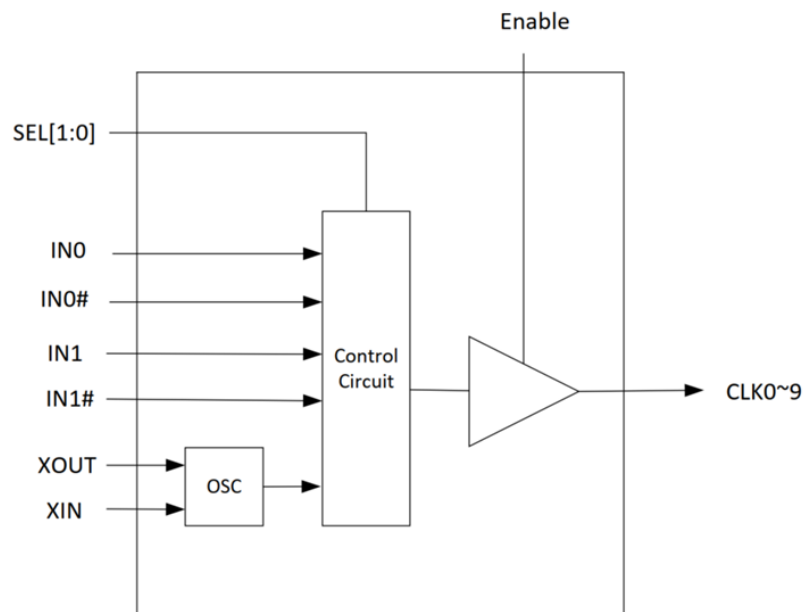 Enable
SEL[1:0]
IN0
IN0#
IN1
IN1#
Control
Circuit
CLK0~9
XOUT
OSC
XIN